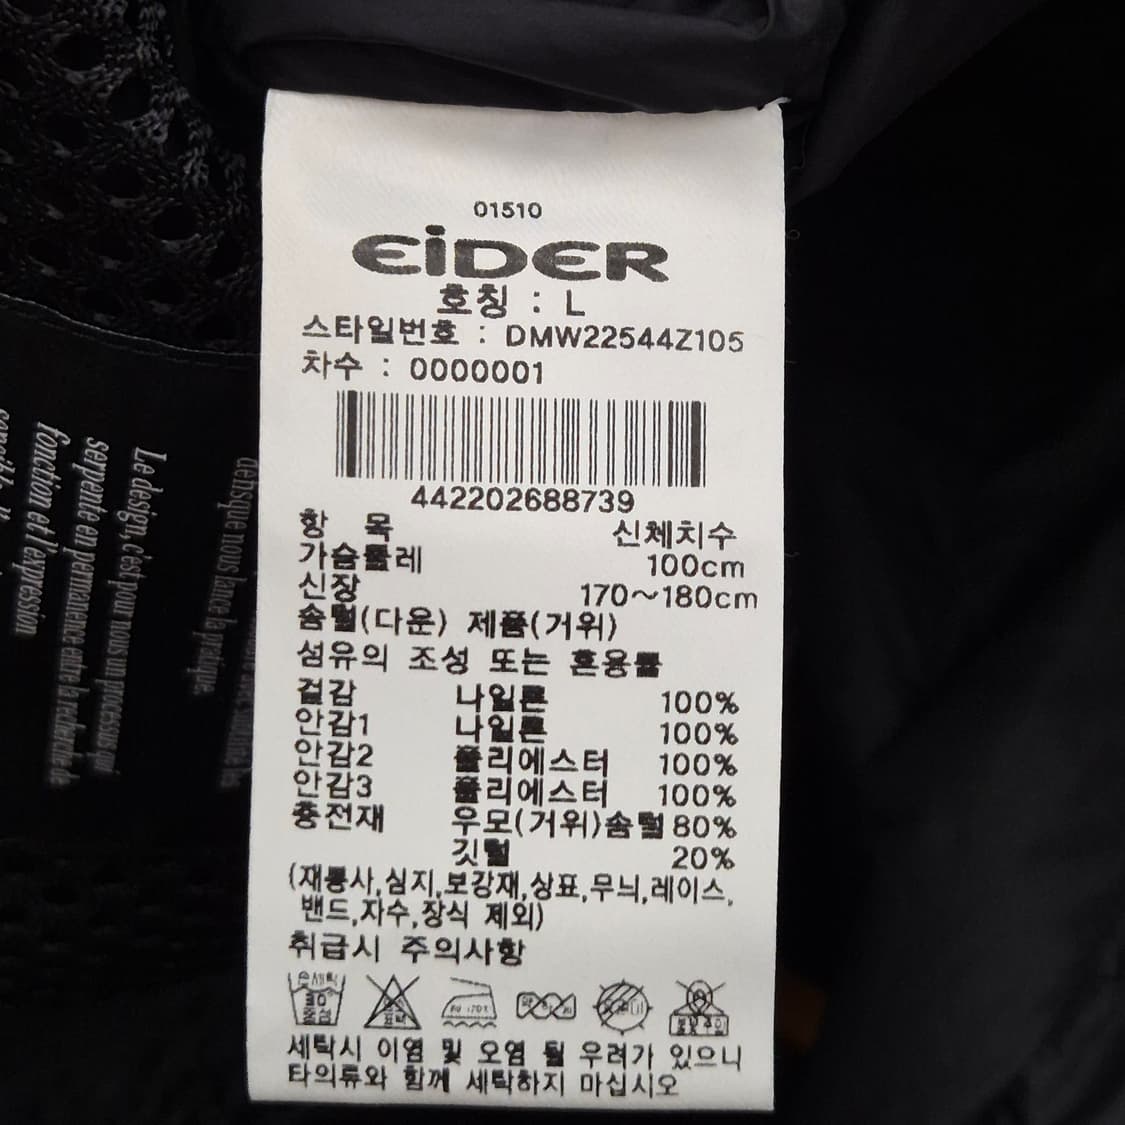 01510
EiDER
호칭 : L
스타일번호 : DMW22544Z105
차수 : 0000001
442202688739
항 목 신체치수
가슴둘레 100cm
신장 170~180cm
솜털(다운) 제품(거위)
섬유의 조성 또는 혼용률
겉감 나일론 100%
안감1 나일론 100%
안감2 폴리에스터 100%
안감3 폴리에스터 100%
충전재 우모(거위)솜털 80%
깃털 20%
(재봉사,심지,보강재,상표,무늬,레이스,
밴드,자수,장식 제외)
취급시 주의사항
손세탁
중성
세탁시 이염 및 오염 될 우려가 있으니
타의류와 함께 세탁하지 마십시오
Le design, c'est pour nous un processus qui
serpente en permanence entre la recherche de
fonction et l'expression